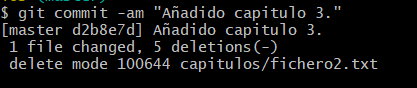 $ git commit -am "Añadido capitulo 3."
[master d2b8e7d] Añadido capitulo 3.
1 file changed, 5 deletions(-)
delete mode 100644 capitulos/fichero2.txt